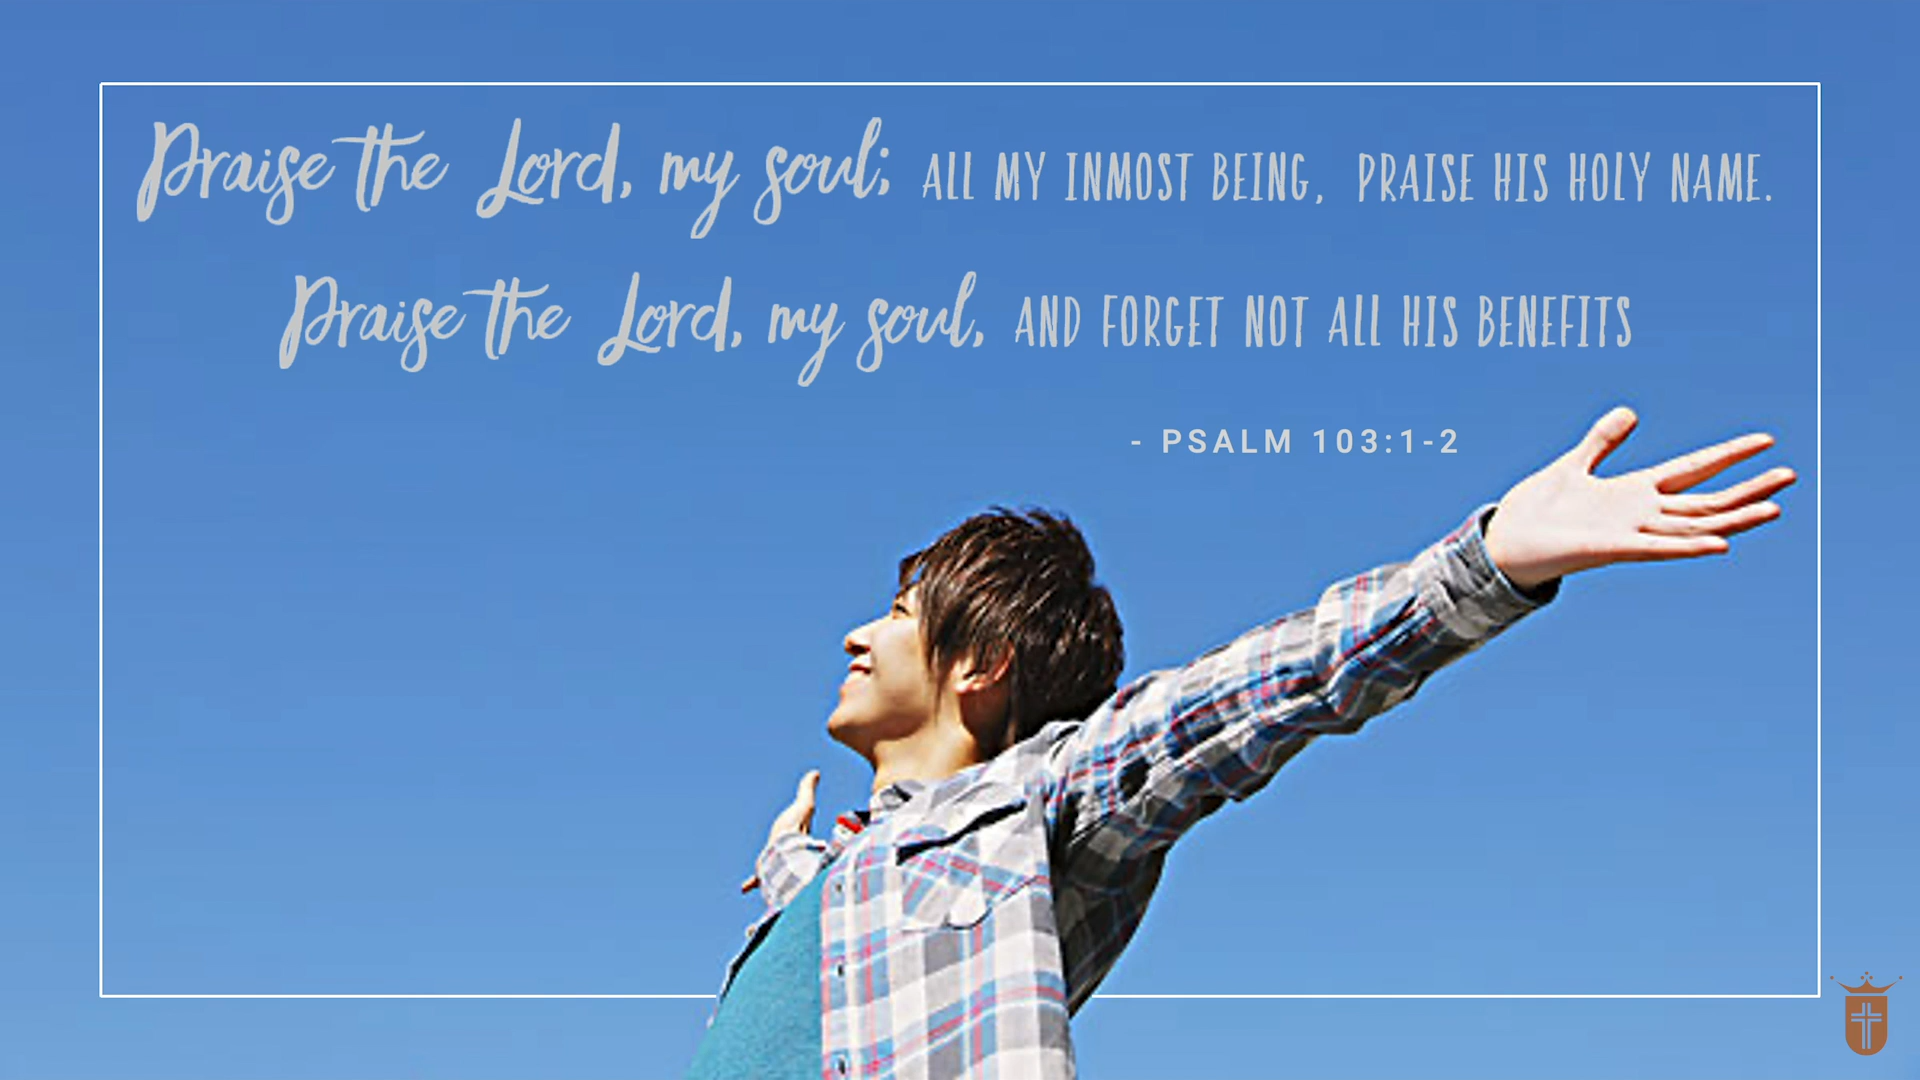 Praise the Lord, my soul; ALL MY INMOST BEING, PRAISE HIS HOLY NAME.
Praise the Lord, my soul, AND FORGET NOT ALL HIS BENEFITS
- PSALM 103:1-2